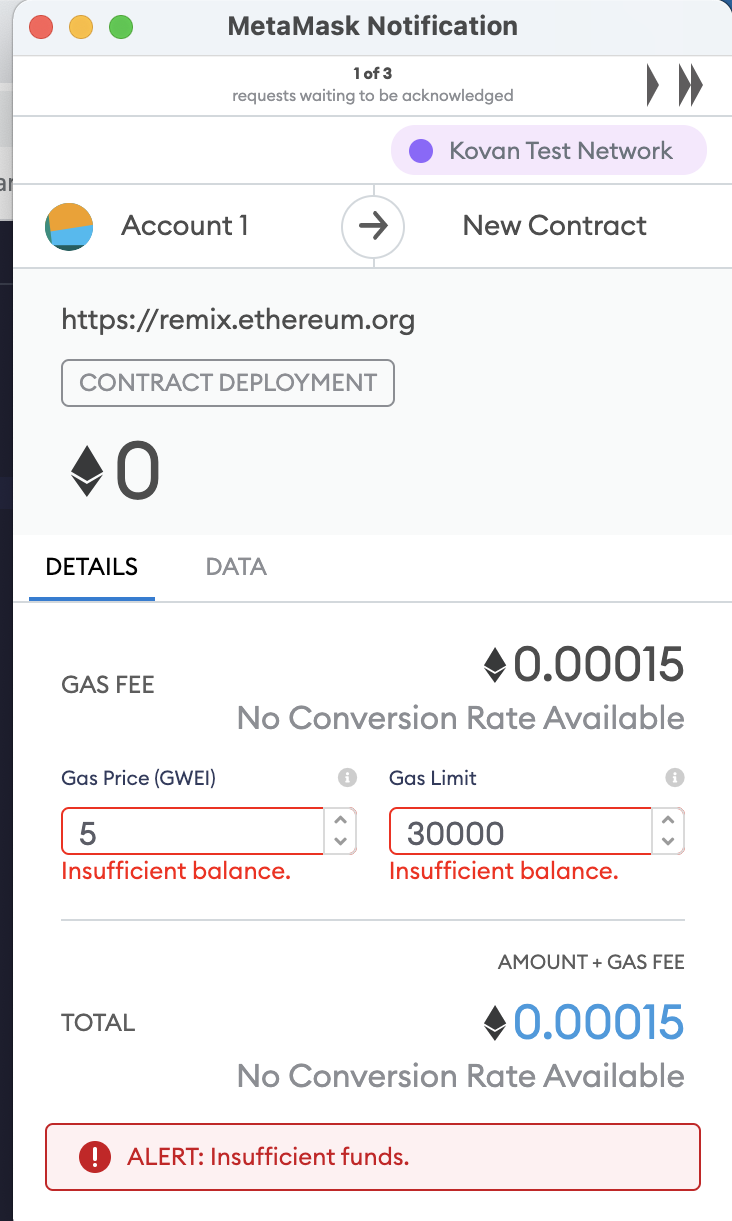 MetaMask Notification
1 of 3
requests waiting to be acknowledged
Kovan Test Network
Account 1
New Contract
https://remix.ethereum.org
CONTRACT DEPLOYMENT
0
DETAILS
DATA
GAS FEE
0.00015
No Conversion Rate Available
Gas Price (GWEI)
Gas Limit
5
30000
Insufficient balance.
Insufficient balance.
AMOUNT + GAS FEE
TOTAL
0.00015
No Conversion Rate Available
ALERT: Insufficient funds.